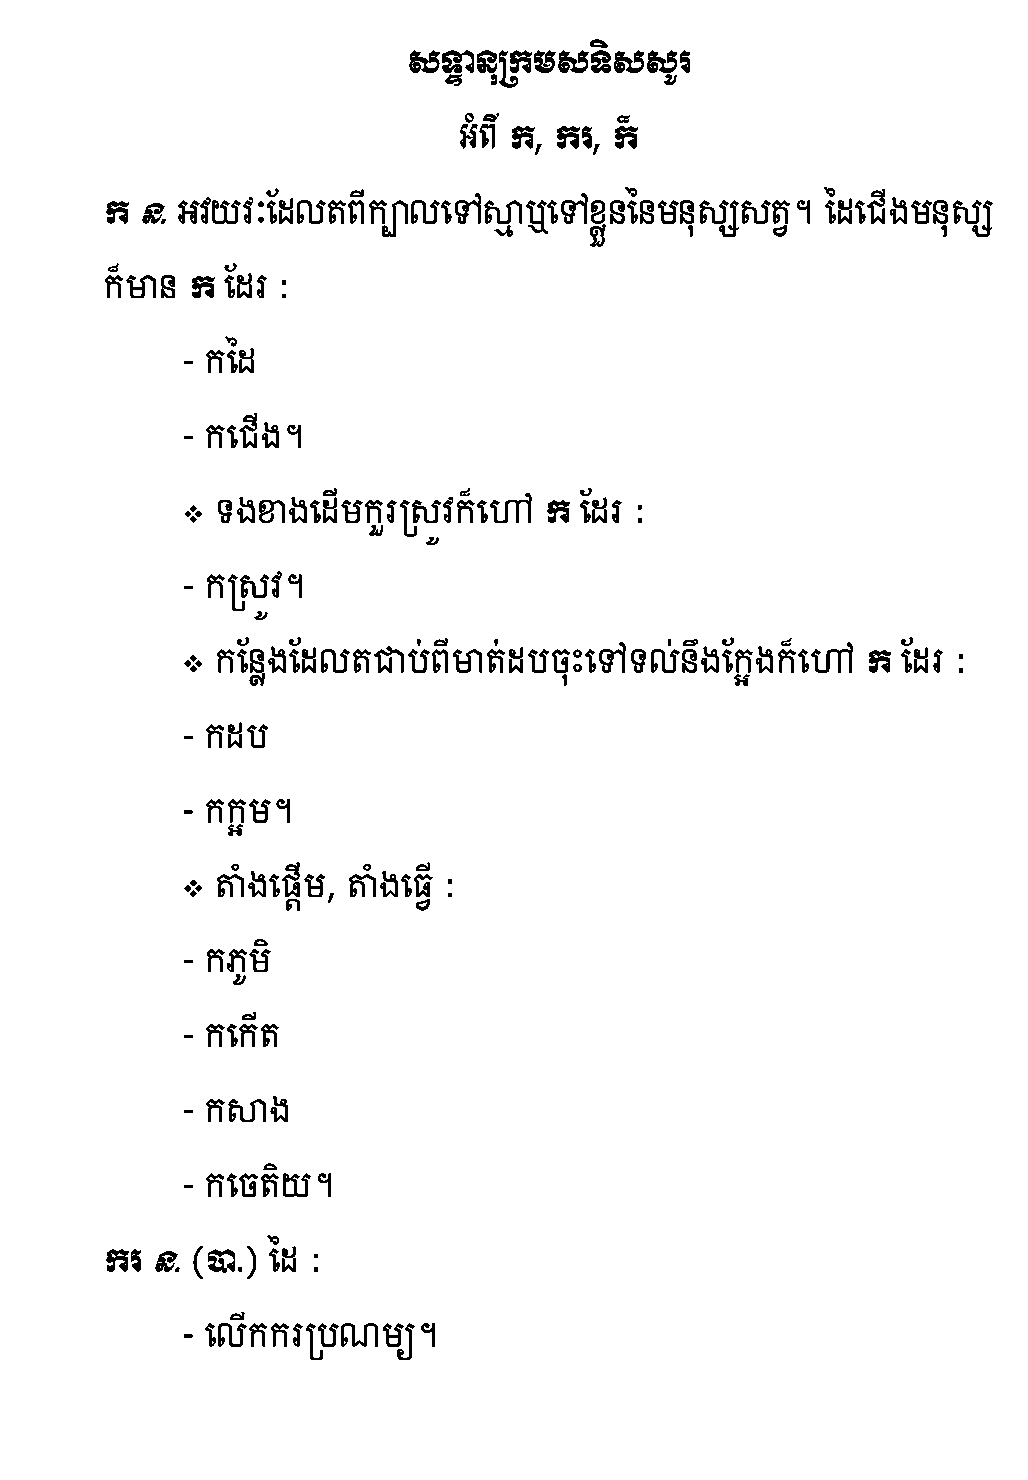 សទ្ទានុក្រមសទិសសូរ
អំពី ក, ករ, ក៏
ក ន. អវយវៈដែលតពីក្បាលទៅស្មាឬទៅខ្លួននៃមនុស្សសត្វ។ ដៃជើងមនុស្ស
ក៏មាន ក ដែរ :
- កដៃ
- កជើង។
❖ ទងខាងដើមកួរស្រូវក៏ហៅ ក ដែរ :
- កស្រូវ។
❖ កន្លែងដែលតជាប់ពីមាត់ដបចុះទៅទល់នឹងក្អែងក៏ហៅ ក ដែរ :
- កដប
- កក្អម។
❖ តាំងផ្ដើម, តាំងធ្វើ :
- កភូមិ
- កកើត
- កសាង
- កចេតិយ។
ករ ន. (បា.) ដៃ :
- លើកករប្រណម្យ។